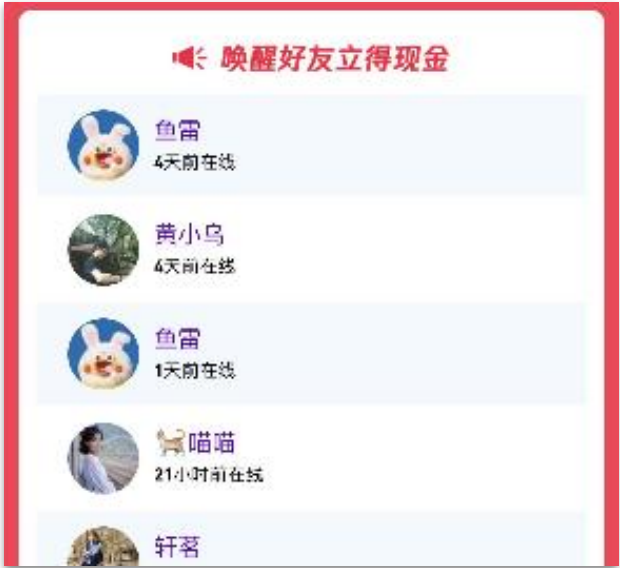 唤醒好友立得现金
鱼雷
4天前在线
黄小乌
4天前在线
鱼雷
1天前在线
🐈喵喵
21小时前在线
轩茗